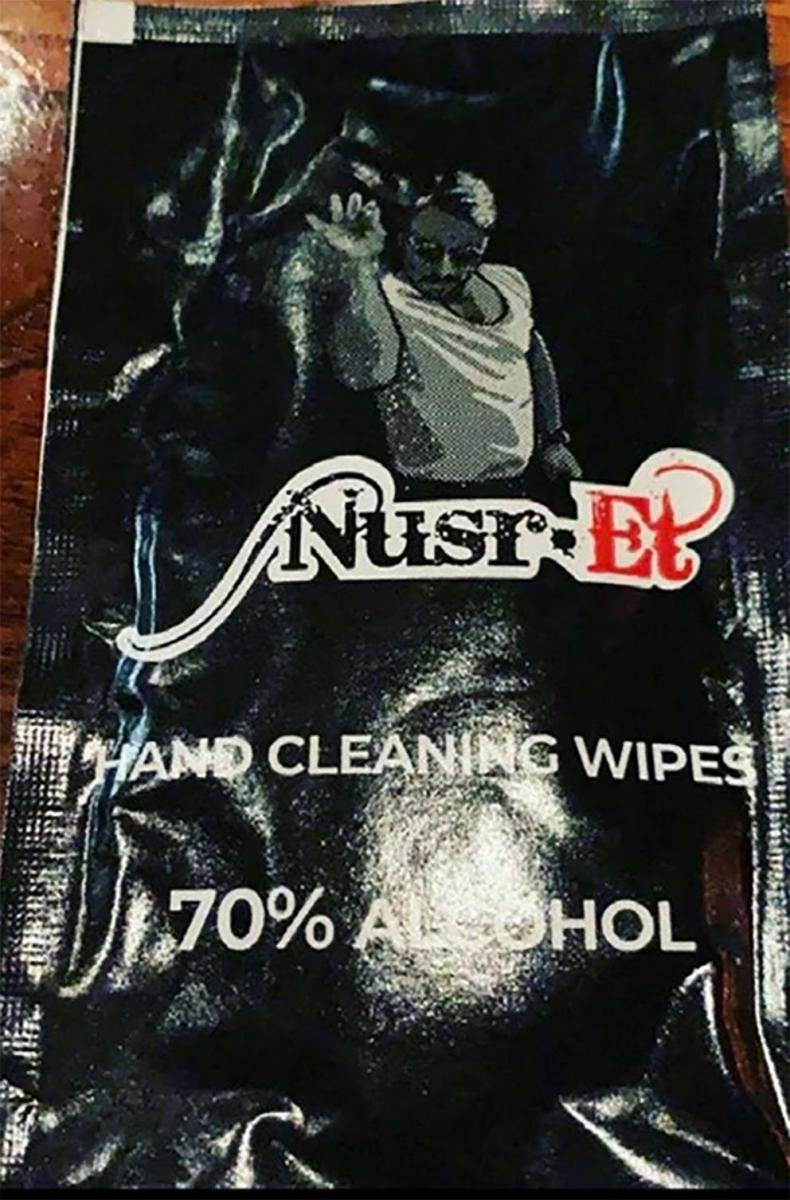 Nusr·Et
HAND CLEANING WIPES
70% ALCOHOL